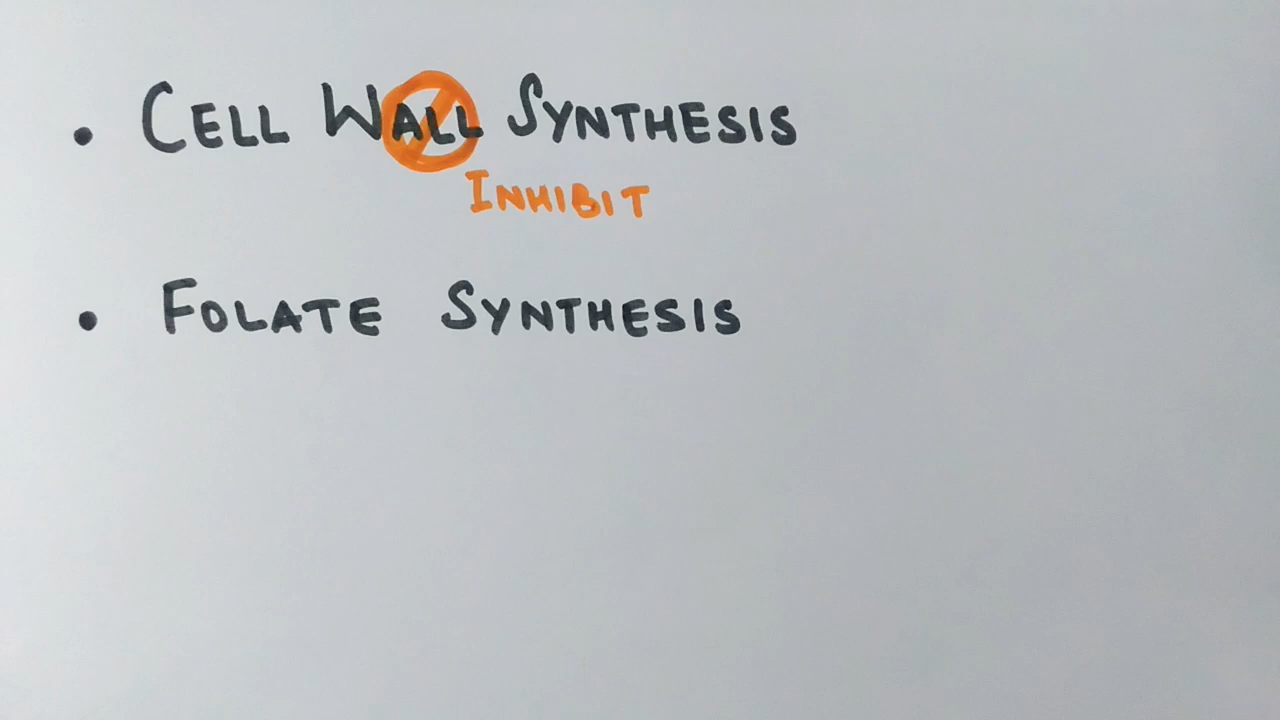 • CELL WALL SYNTHESIS
INHIBIT
• FOLATE SYNTHESIS